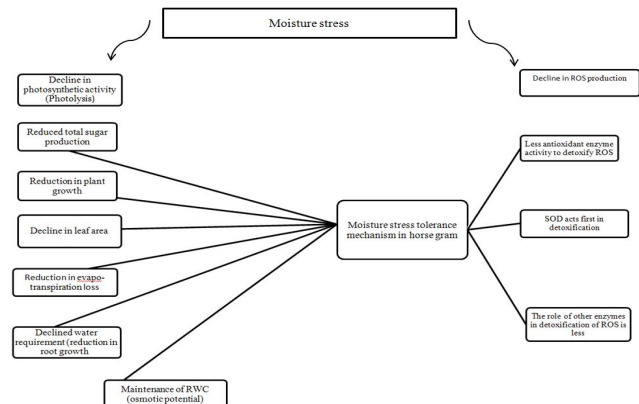 Moisture stress
Decline in
photosynthetic activity
(Photolysis)
Reduced total sugar
production
Reduction in plant
growth
Decline in leaf area
Reduction in evapo-
transpiration loss
Declined water
requirement (reduction in
root growth
Maintenance of RWC
(osmotic potential)
Moisture stress tolerance
mechanism in horse gram
Decline in ROS production
Less antioxidant enzyme
activity to detoxify ROS
SOD acts first in
detoxification
The role of other enzymes
in detoxification of ROS is
less